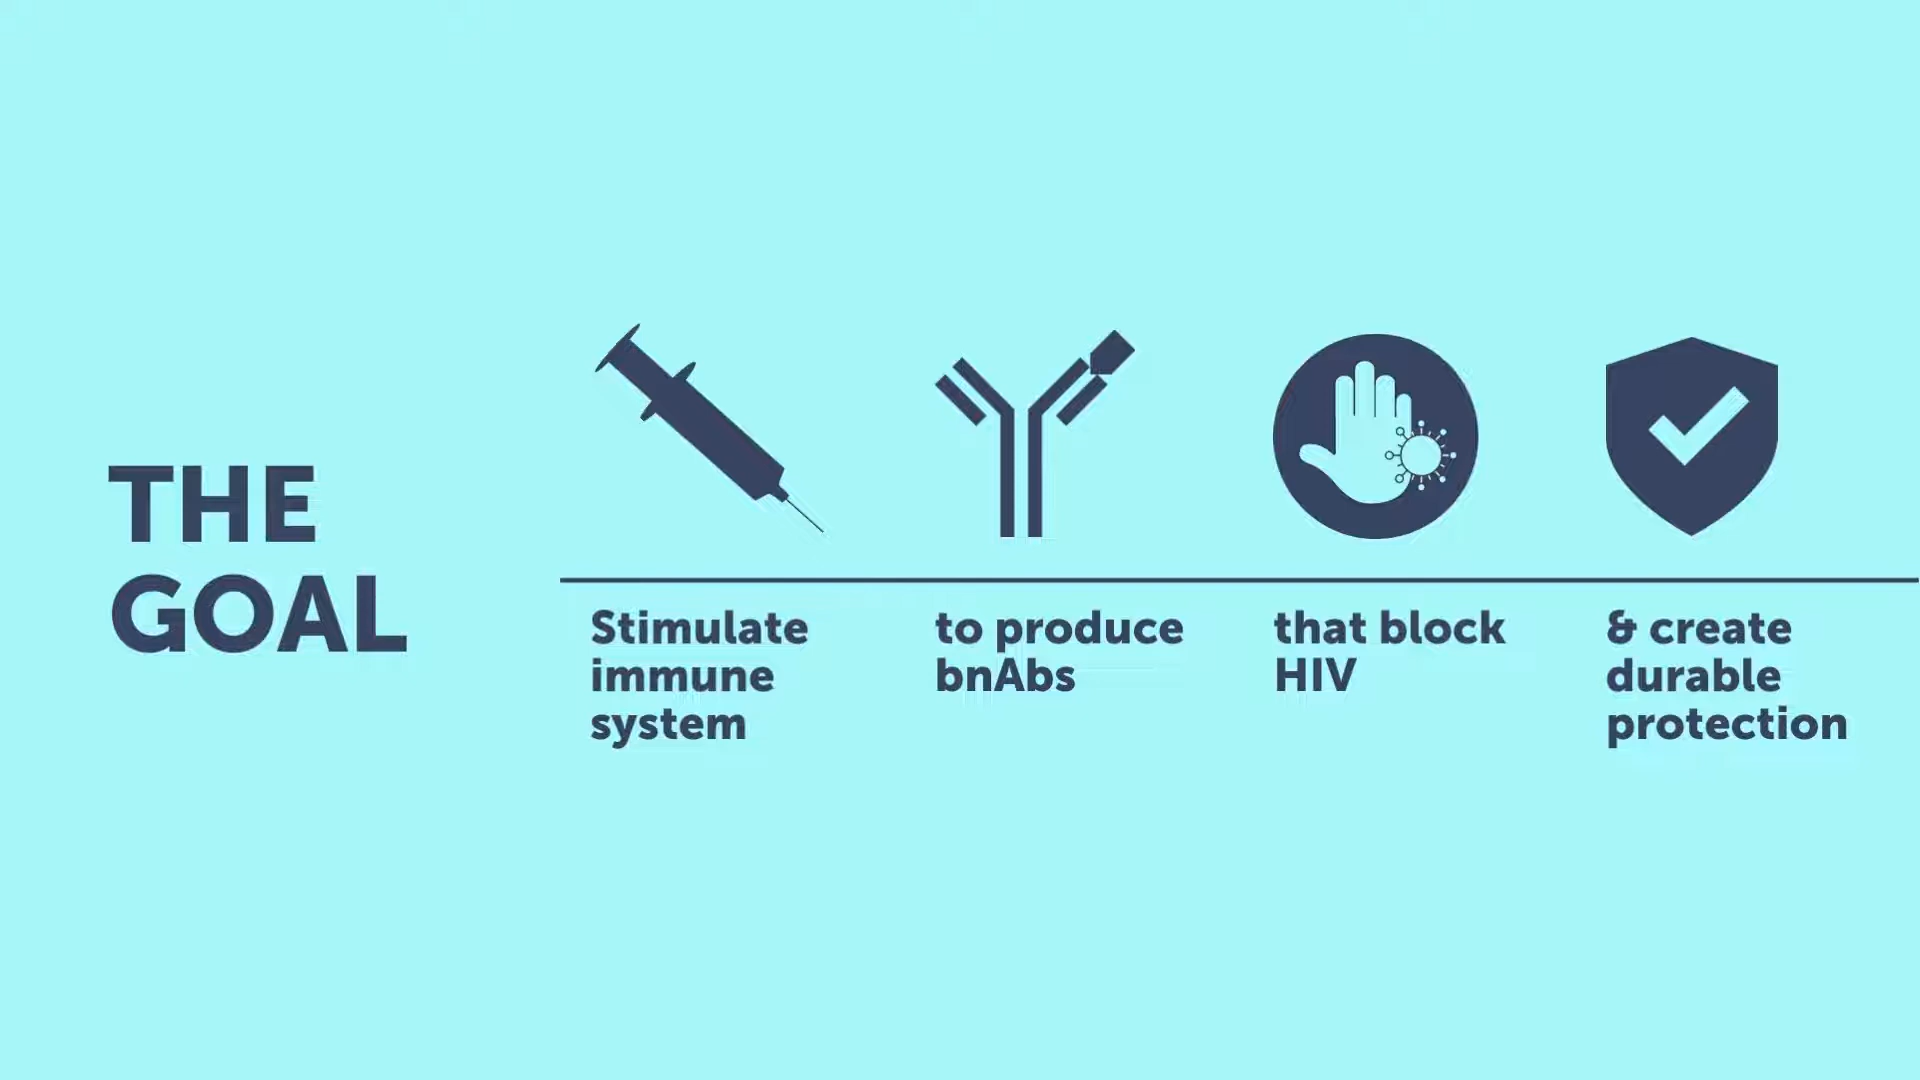 THE
GOAL
Stimulate
immune
system
to produce
bnAbs
that block
HIV
& create
durable
protection